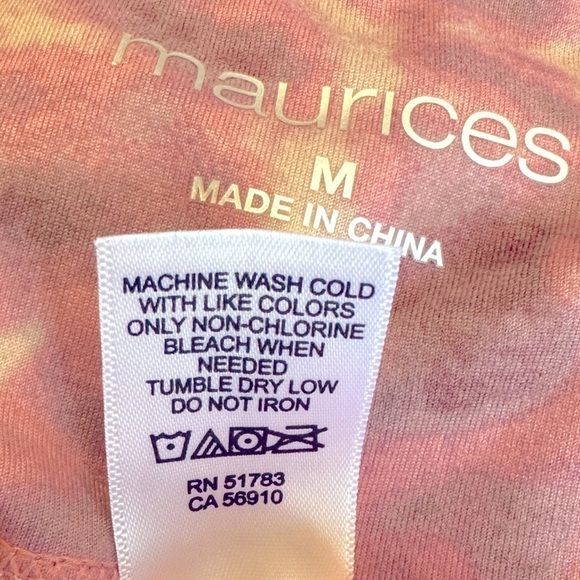 maurices
M
MADE IN CHINA
MACHINE WASH COLD
WITH LIKE COLORS
ONLY NON-CHLORINE
BLEACH WHEN
NEEDED
TUMBLE DRY LOW
DO NOT IRON
RN 51783
CA 56910